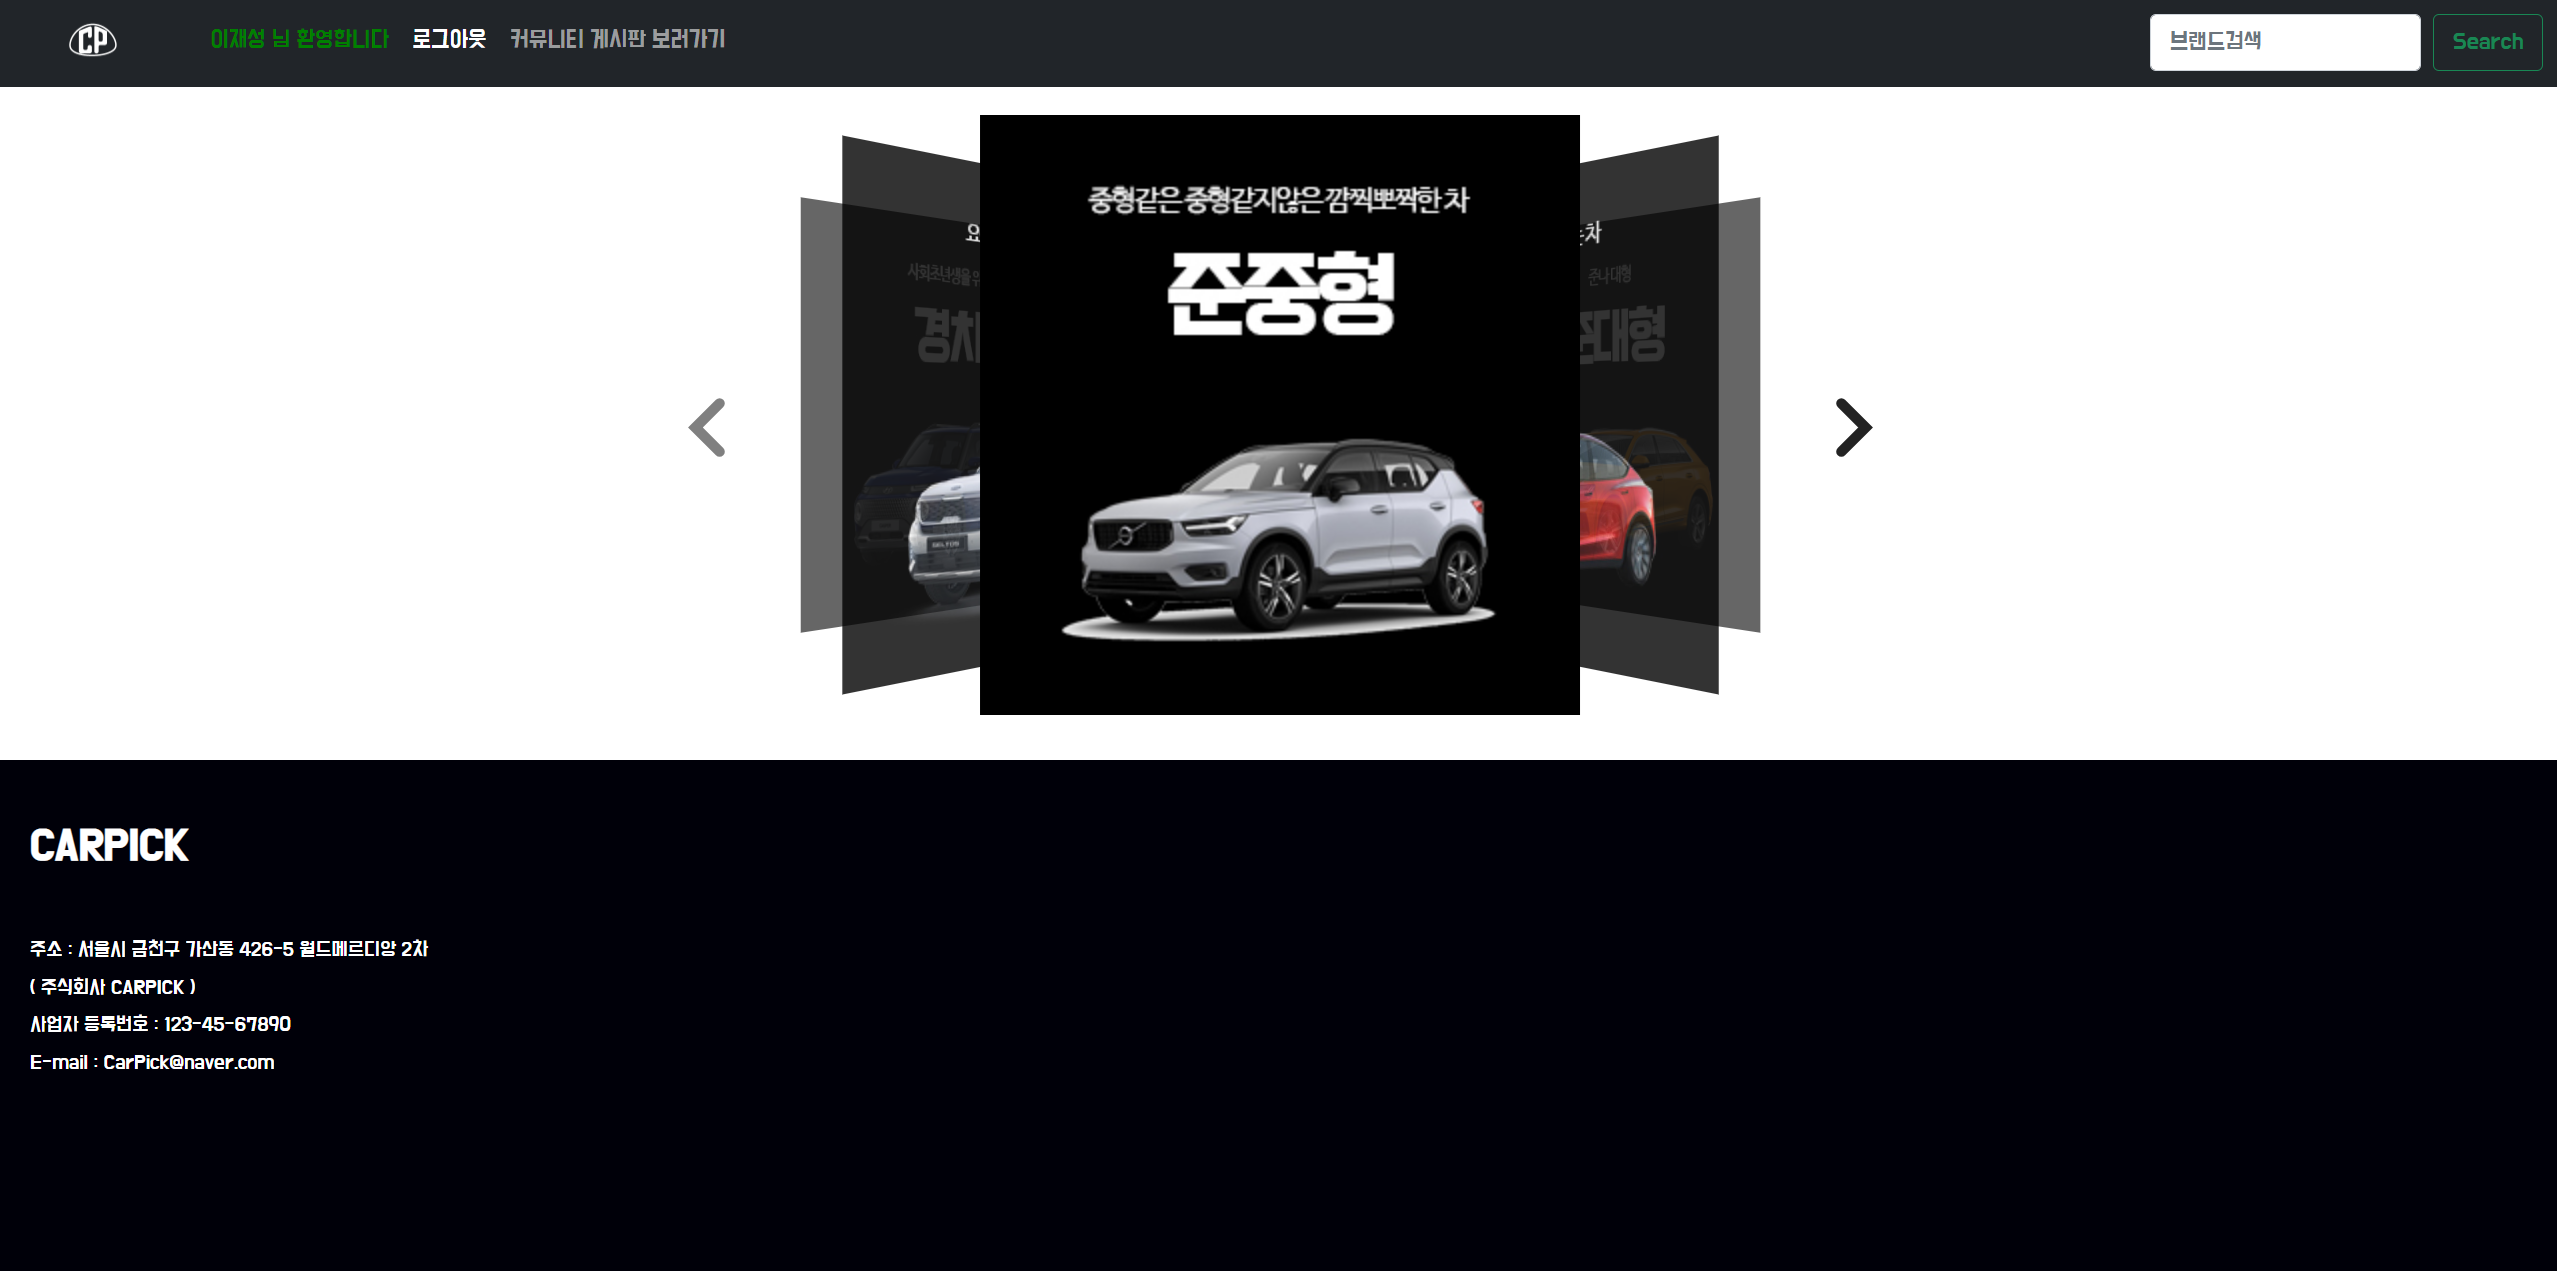 CP
이재성 님 환영합니다 로그아웃 커뮤니티 게시판 보러가기
브랜드검색
Search
중형같은 중형같지않은 깜찍뽀짝한 차
준중형
사회초년생을
경차
준나 대형
준대형
CARPICK
주소 : 서울시 금천구 가산동 426-5 월드메르디앙 2차
( 주식회사 CARPICK )
사업자 등록번호 : 123-45-67890
E-mail : CarPick@naver.com